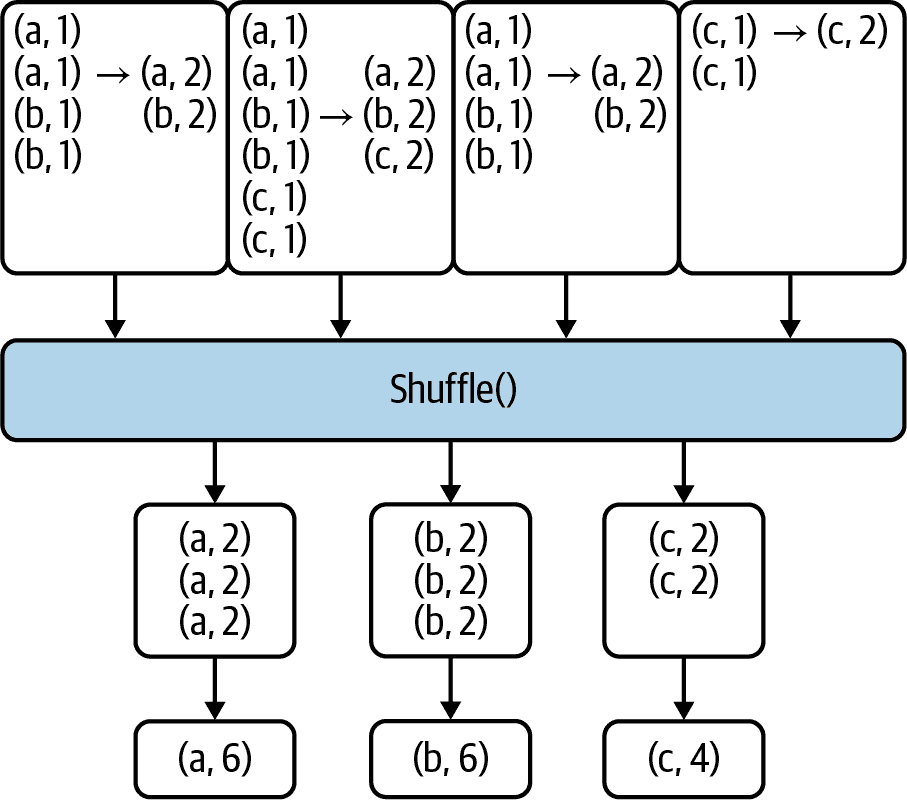 (a, 1)
(a, 1) → (a, 2)
(b, 1) (b, 2)
(b, 1)
(a, 1)
(a, 1) (a, 2)
(b, 1) → (b, 2)
(b, 1) (c, 2)
(c, 1)
(c, 1)
(a, 1)
(a, 1) → (a, 2)
(b, 1) (b, 2)
(b, 1)
(c, 1) → (c, 2)
(c, 1)
Shuffle()
(a, 2)
(a, 2)
(a, 2)
(b, 2)
(b, 2)
(b, 2)
(c, 2)
(c, 2)
(a, 6)
(b, 6)
(c, 4)